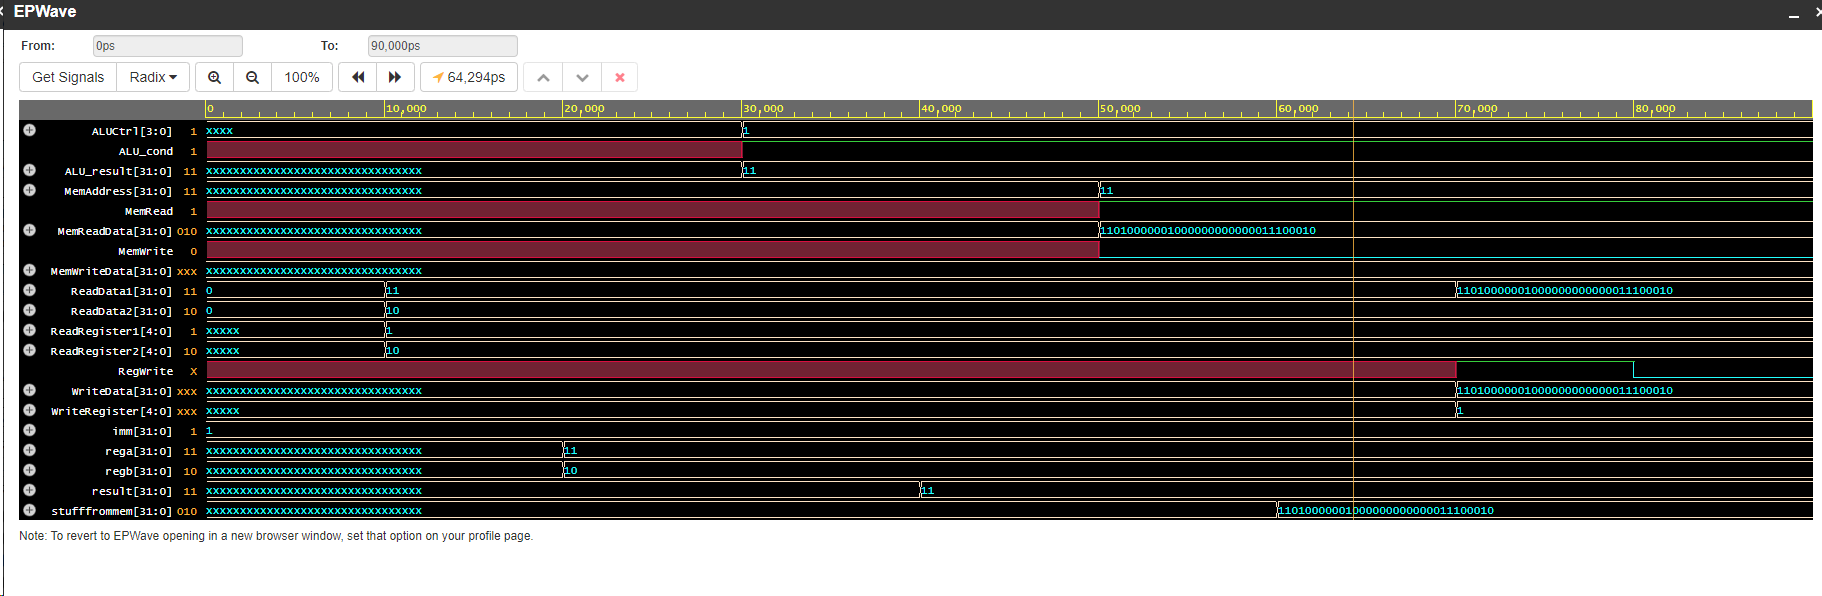 EPWave
From: 0ps To: 90,000ps
Get Signals Radix 100% 64,294ps
0 10,000 20,000 30,000 40,000 50,000 60,000 70,000 80,000
ALUCtrl[3:0] 1 xxxx 1
ALU_cond 1
ALU_result[31:0] 11 xxxxxxxxxxxxxxxxxxxxxxxxxxxxxxxx 11
MemAddress[31:0] 11 xxxxxxxxxxxxxxxxxxxxxxxxxxxxxxxx 11
MemRead 1
MemReadData[31:0] 010 xxxxxxxxxxxxxxxxxxxxxxxxxxxxxxxx 11010000001000000000000011100010
MemWrite 0
MemWriteData[31:0] xxx xxxxxxxxxxxxxxxxxxxxxxxxxxxxxxxx
ReadData1[31:0] 11 0 11 11010000001000000000000011100010
ReadData2[31:0] 10 0 10
ReadRegister1[4:0] 1 xxxxx 1
ReadRegister2[4:0] 10 xxxxx 10
RegWrite X
WriteData[31:0] xxx xxxxxxxxxxxxxxxxxxxxxxxxxxxxxxxx 11010000001000000000000011100010
WriteRegister[4:0] xxx xxxxx 1
imm[31:0] 1 1
rega[31:0] 11 xxxxxxxxxxxxxxxxxxxxxxxxxxxxxxxx 11
regb[31:0] 10 xxxxxxxxxxxxxxxxxxxxxxxxxxxxxxxx 10
result[31:0] 11 xxxxxxxxxxxxxxxxxxxxxxxxxxxxxxxx 11
stufffrommem[31:0] 010 xxxxxxxxxxxxxxxxxxxxxxxxxxxxxxxx 11010000001000000000000011100010
Note: To revert to EPWave opening in a new browser window, set that option on your profile page.